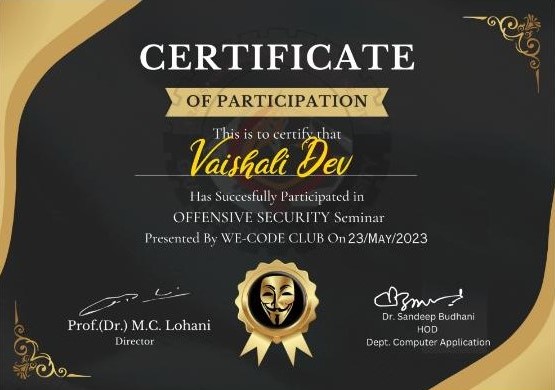 CERTIFICATE
OF PARTICIPATION
This is to certify that
Vaishali Dev
Has Succesfully Participated in
OFFENSIVE SECURITY Seminar
Presented By WE-CODE CLUB On 23/MAY/2023
Prof.(Dr.) M.C. Lohani
Director
Dr. Sandeep Budhani
HOD
Dept. Computer Application